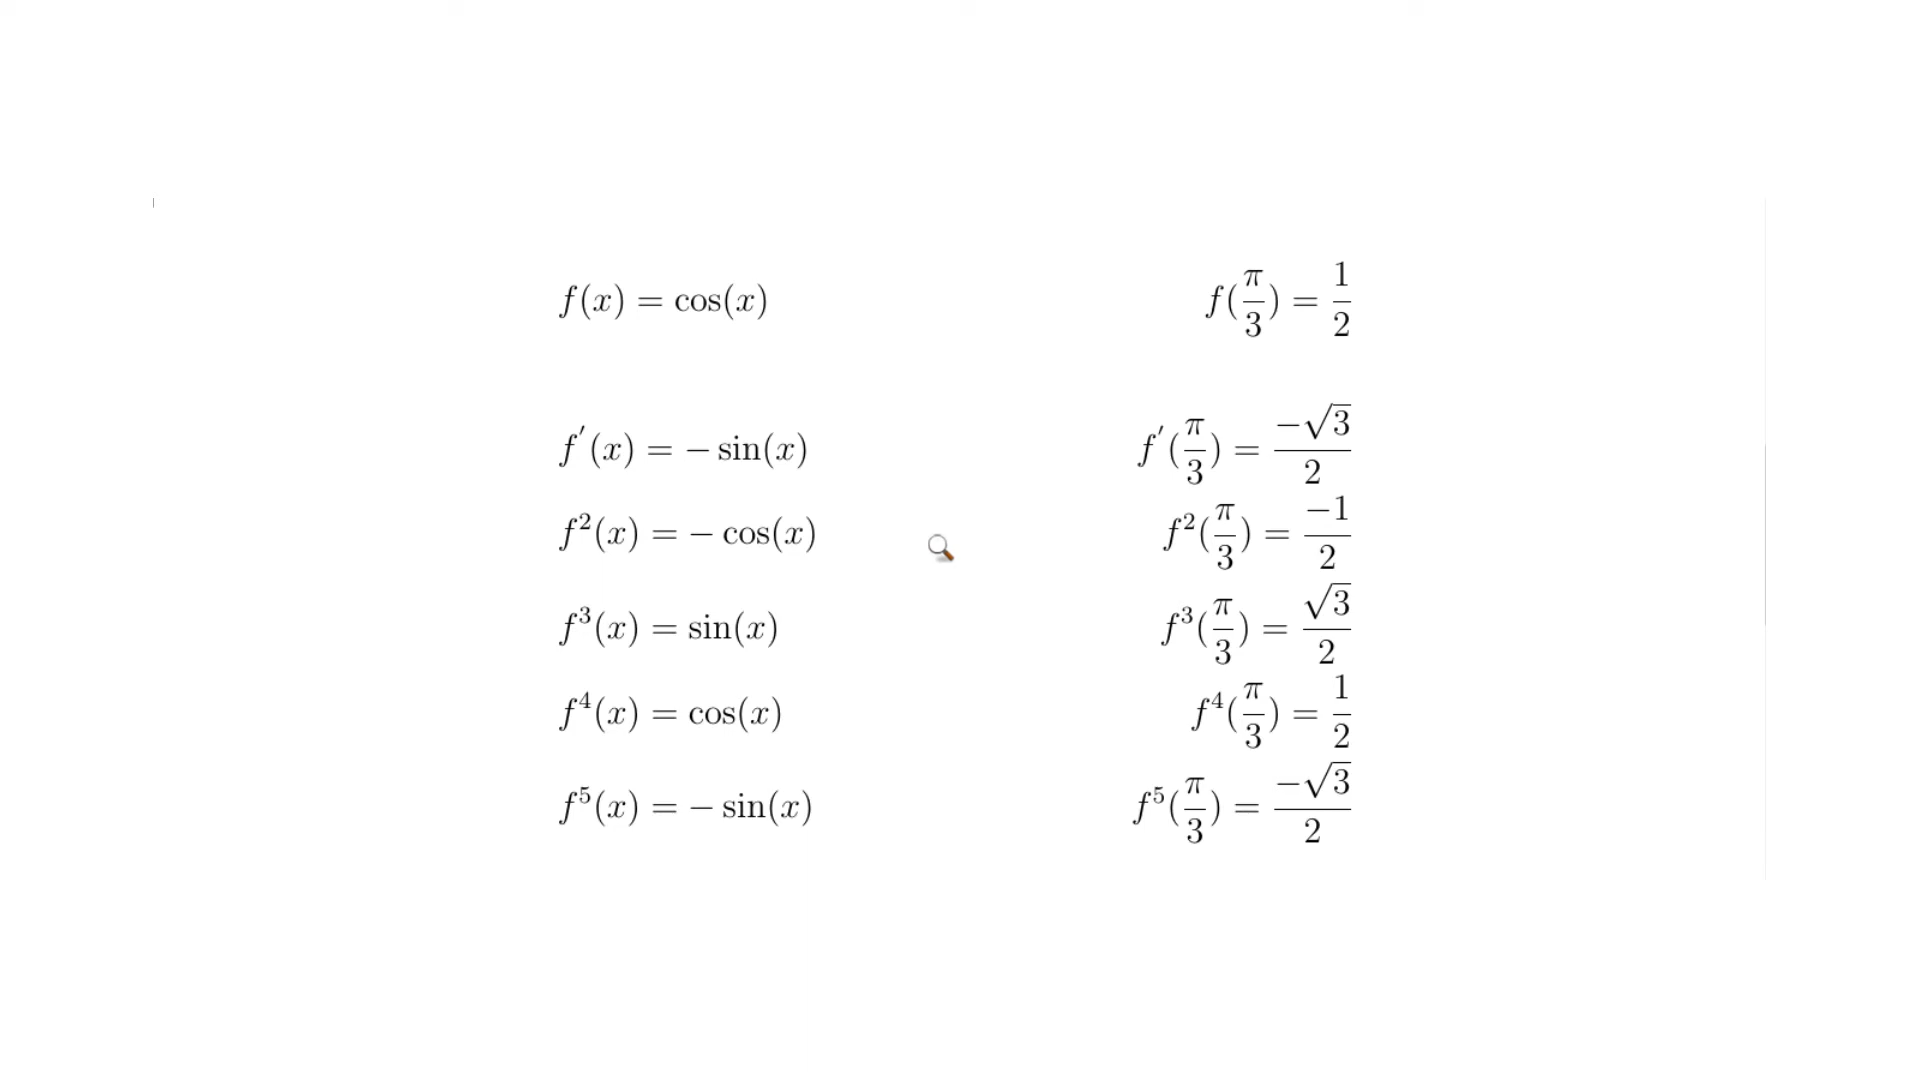 f(x) = cos(x) f(π/3) = 1/2
f′(x) = − sin(x) f′(π/3) = −√3/2
f²(x) = − cos(x) f²(π/3) = −1/2
f³(x) = sin(x) f³(π/3) = √3/2
f⁴(x) = cos(x) f⁴(π/3) = 1/2
f⁵(x) = − sin(x) f⁵(π/3) = −√3/2